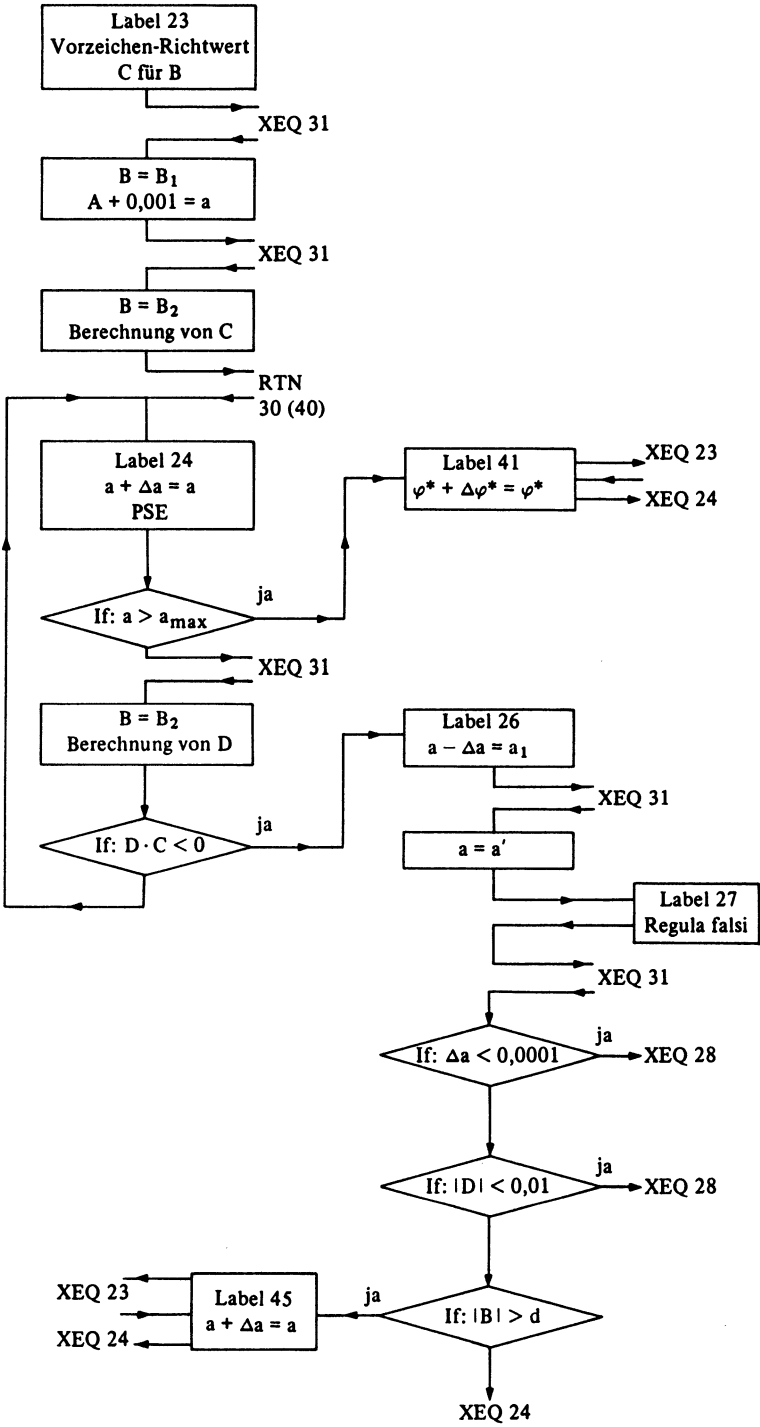 Label 23
Vorzeichen-Richtwert
C für B
XEQ 31
B = B₁
A + 0,001 = a
XEQ 31
B = B₂
Berechnung von C
RTN
30 (40)
Label 24
a + Δa = a
PSE
Label 41
φ* + Δφ* = φ*
XEQ 23
XEQ 24
If: a > a_max
ja
XEQ 31
B = B₂
Berechnung von D
Label 26
a − Δa = a₁
XEQ 31
If: D · C < 0
ja
a = a′
Label 27
Regula falsi
XEQ 31
If: Δa < 0,0001
ja
XEQ 28
If: |D| < 0,01
ja
XEQ 28
XEQ 23
XEQ 24
Label 45
a + Δa = a
ja
If: |B| > d
XEQ 24